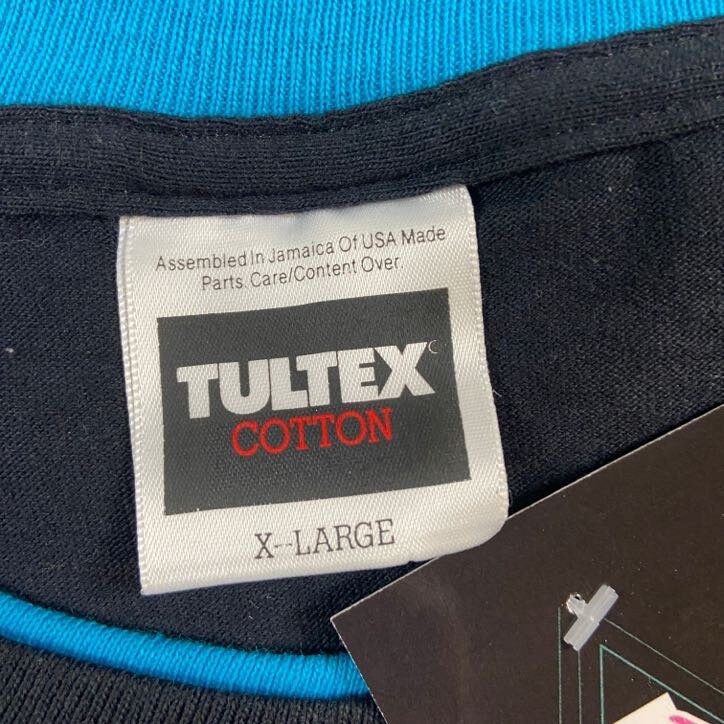 Assembled In Jamaica Of USA Made
Parts. Care/Content Over.
TULTEX
COTTON
X--LARGE